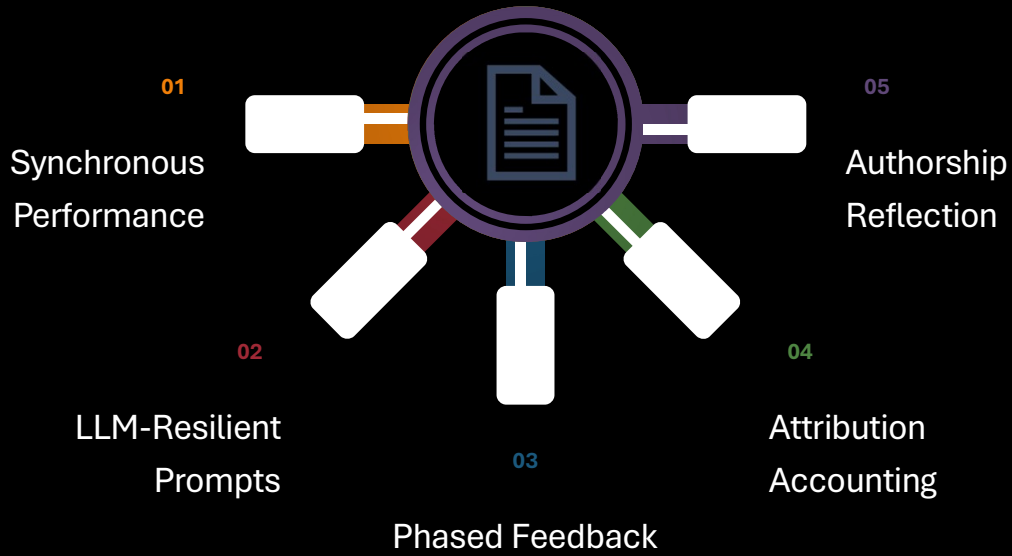 01
Synchronous
Performance
02
LLM-Resilient
Prompts
03
Phased Feedback
04
Attribution
Accounting
05
Authorship
Reflection